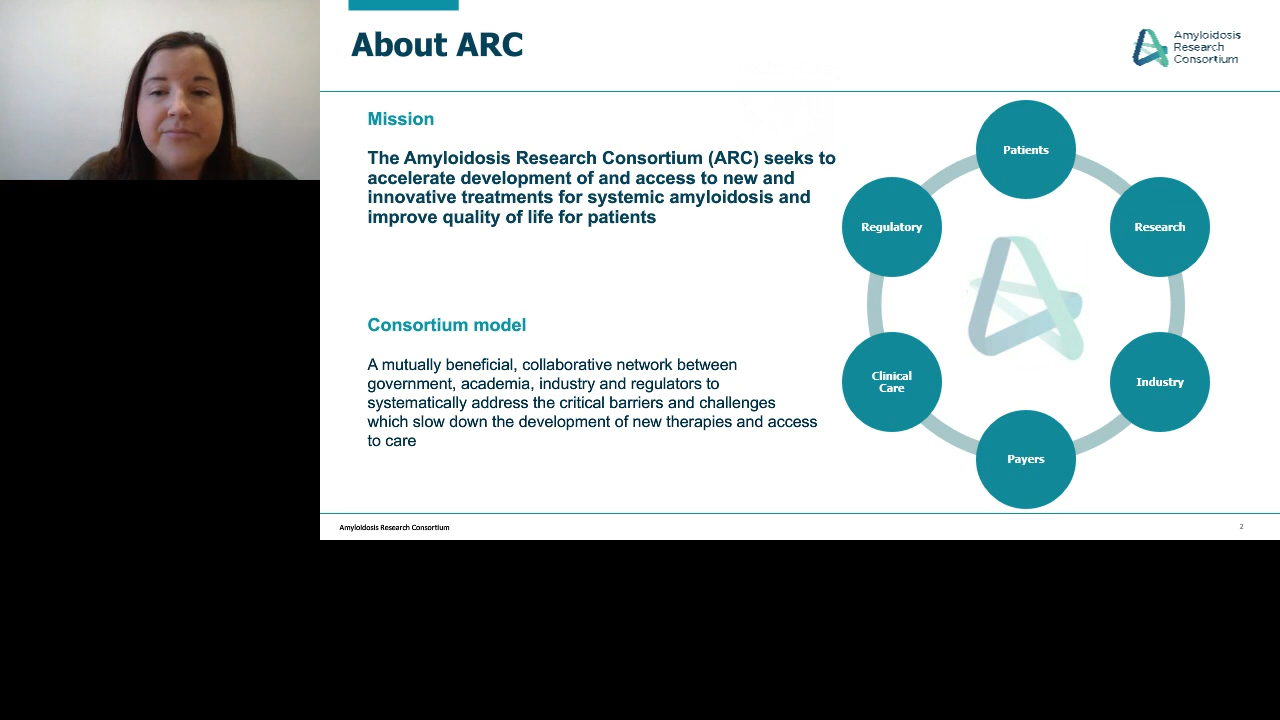 About ARC
Amyloidosis
Research
Consortium
Mission
The Amyloidosis Research Consortium (ARC) seeks to
accelerate development of and access to new and
innovative treatments for systemic amyloidosis and
improve quality of life for patients
Consortium model
A mutually beneficial, collaborative network between
government, academia, industry and regulators to
systematically address the critical barriers and challenges
which slow down the development of new therapies and access
to care
Patients
Research
Industry
Payers
Clinical
Care
Regulatory
Amyloidosis Research Consortium
2